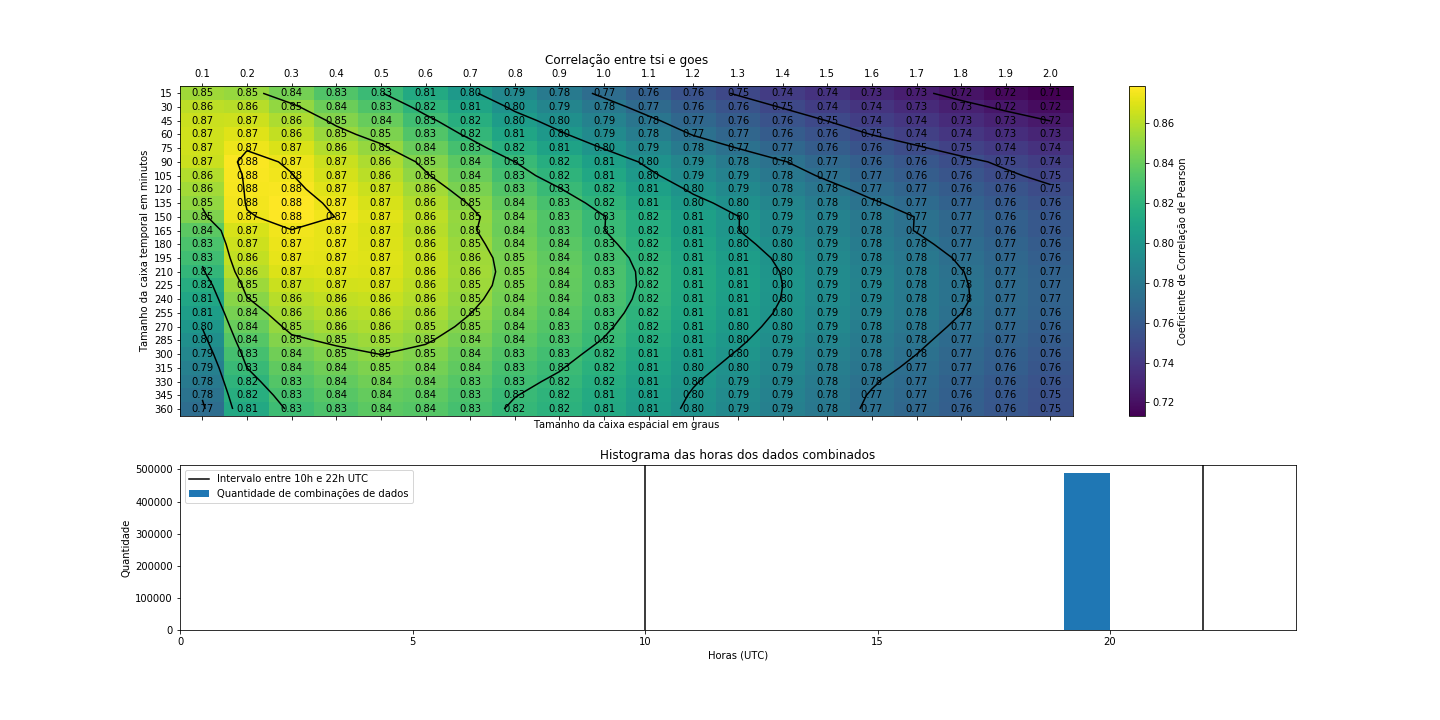 Correlação entre tsi e goes
0.1 0.2 0.3 0.4 0.5 0.6 0.7 0.8 0.9 1.0 1.1 1.2 1.3 1.4 1.5 1.6 1.7 1.8 1.9 2.0
15 0.85 0.85 0.84 0.83 0.83 0.81 0.80 0.79 0.78 0.77 0.76 0.76 0.75 0.74 0.74 0.73 0.73 0.72 0.72 0.71
30 0.86 0.86 0.85 0.84 0.83 0.82 0.81 0.80 0.79 0.78 0.77 0.76 0.76 0.75 0.74 0.74 0.73 0.73 0.72 0.72
45 0.87 0.87 0.86 0.85 0.84 0.83 0.82 0.80 0.80 0.79 0.78 0.77 0.76 0.76 0.75 0.74 0.74 0.73 0.73 0.72
60 0.87 0.87 0.86 0.85 0.85 0.83 0.82 0.81 0.80 0.79 0.78 0.77 0.77 0.76 0.76 0.75 0.74 0.74 0.73 0.73
75 0.87 0.87 0.87 0.86 0.85 0.84 0.83 0.82 0.81 0.80 0.79 0.78 0.77 0.77 0.76 0.76 0.75 0.75 0.74 0.74
90 0.87 0.87 0.87 0.87 0.86 0.85 0.84 0.83 0.82 0.81 0.80 0.79 0.78 0.78 0.77 0.76 0.76 0.75 0.75 0.74
105 0.86 0.88 0.88 0.87 0.86 0.85 0.84 0.83 0.82 0.81 0.80 0.79 0.79 0.78 0.77 0.77 0.76 0.76 0.75 0.75
120 0.86 0.88 0.88 0.87 0.87 0.86 0.85 0.83 0.83 0.82 0.81 0.80 0.79 0.78 0.78 0.77 0.77 0.76 0.76 0.75
135 0.86 0.88 0.88 0.87 0.87 0.86 0.85 0.84 0.83 0.82 0.81 0.80 0.80 0.79 0.78 0.78 0.77 0.76 0.76 0.76
150 0.85 0.87 0.88 0.87 0.87 0.86 0.85 0.84 0.83 0.83 0.82 0.81 0.80 0.79 0.79 0.78 0.77 0.77 0.76 0.76
165 0.84 0.87 0.87 0.87 0.87 0.86 0.85 0.84 0.83 0.83 0.82 0.81 0.80 0.80 0.79 0.78 0.77 0.77 0.76 0.76
180 0.83 0.86 0.87 0.87 0.87 0.86 0.85 0.84 0.84 0.83 0.82 0.81 0.80 0.80 0.79 0.78 0.78 0.77 0.77 0.76
195 0.83 0.86 0.87 0.87 0.87 0.86 0.85 0.84 0.84 0.83 0.82 0.81 0.80 0.80 0.79 0.78 0.78 0.77 0.77 0.76
210 0.82 0.86 0.87 0.87 0.87 0.86 0.86 0.85 0.84 0.83 0.82 0.81 0.81 0.80 0.79 0.79 0.78 0.78 0.77 0.77
225 0.82 0.85 0.87 0.87 0.87 0.86 0.86 0.85 0.84 0.83 0.82 0.81 0.81 0.80 0.79 0.79 0.78 0.78 0.77 0.77
240 0.81 0.85 0.86 0.86 0.86 0.86 0.85 0.84 0.84 0.83 0.82 0.81 0.81 0.80 0.79 0.79 0.78 0.78 0.77 0.77
255 0.81 0.84 0.86 0.86 0.86 0.86 0.85 0.84 0.84 0.83 0.82 0.81 0.81 0.80 0.79 0.79 0.78 0.78 0.77 0.77
270 0.80 0.84 0.85 0.86 0.86 0.85 0.85 0.84 0.83 0.83 0.82 0.81 0.80 0.80 0.79 0.78 0.78 0.77 0.77 0.76
285 0.80 0.84 0.85 0.85 0.85 0.85 0.84 0.84 0.83 0.82 0.82 0.81 0.80 0.80 0.79 0.78 0.78 0.77 0.77 0.76
300 0.79 0.83 0.84 0.85 0.85 0.85 0.84 0.83 0.83 0.82 0.81 0.81 0.80 0.79 0.79 0.78 0.78 0.77 0.76 0.76
315 0.79 0.83 0.84 0.84 0.85 0.84 0.84 0.83 0.83 0.82 0.81 0.80 0.80 0.79 0.79 0.78 0.77 0.77 0.76 0.76
330 0.78 0.82 0.83 0.84 0.84 0.84 0.83 0.83 0.82 0.82 0.81 0.80 0.79 0.79 0.78 0.78 0.77 0.77 0.76 0.76
345 0.78 0.82 0.83 0.84 0.84 0.84 0.83 0.83 0.82 0.81 0.81 0.80 0.79 0.79 0.78 0.77 0.77 0.76 0.76 0.76
360 0.77 0.81 0.83 0.83 0.84 0.84 0.83 0.82 0.82 0.81 0.81 0.80 0.79 0.79 0.78 0.77 0.77 0.76 0.76 0.75
Tamanho da caixa temporal em minutos
Tamanho da caixa espacial em graus
0.86
0.84
0.82
0.80
0.78
0.76
0.74
0.72
Coeficiente de Correlação de Pearson
Histograma das horas dos dados combinados
Intervalo entre 10h e 22h UTC
Quantidade de combinações de dados
500000
400000
300000
200000
100000
0
Quantidade
0 5 10 15 20
Horas (UTC)